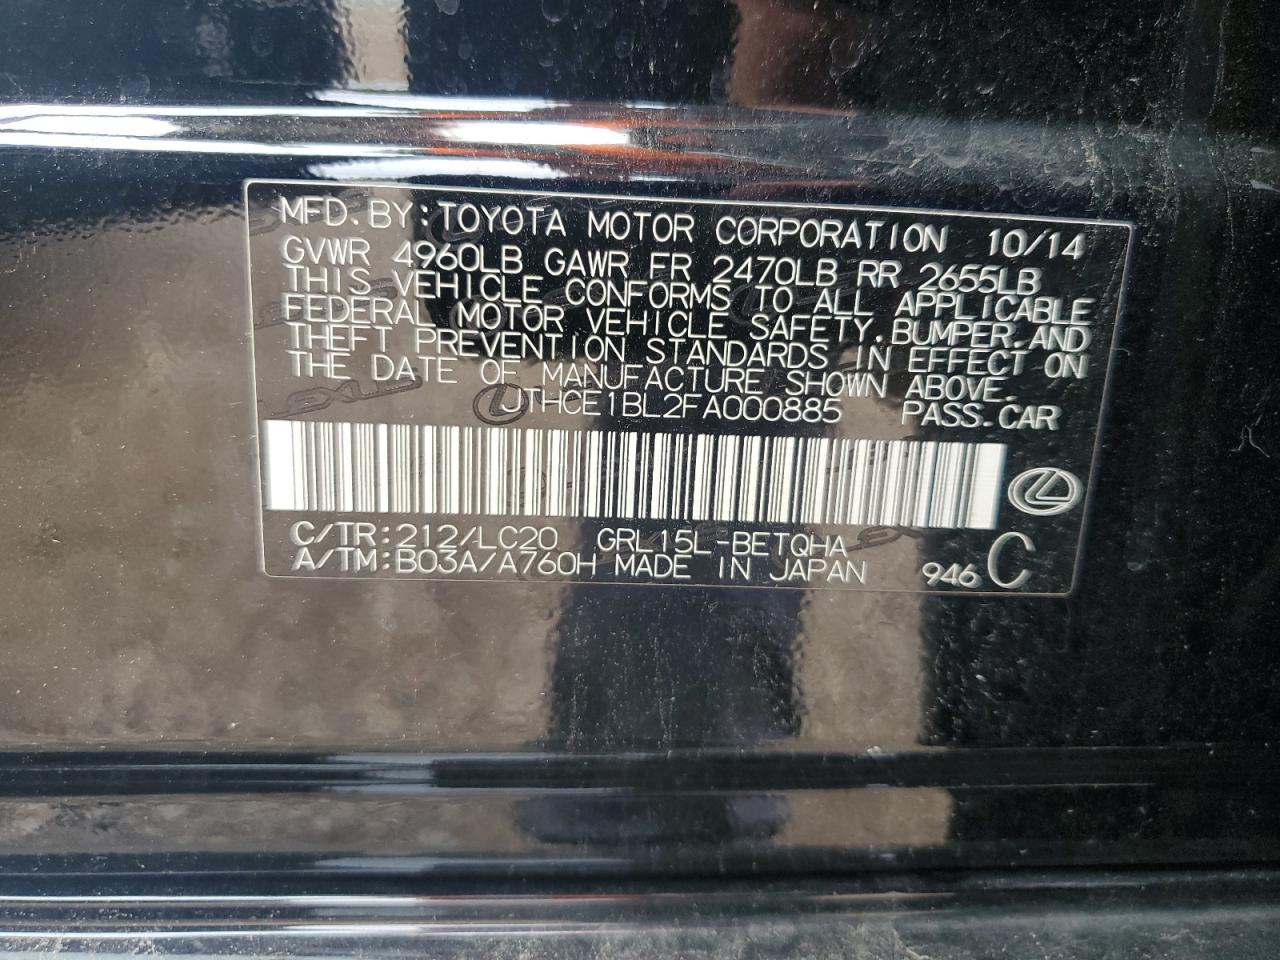 MFD.BY:TOYOTA MOTOR CORPORATION 10/14
GVWR 4960LB GAWR FR 2470LB RR 2655LB
THIS VEHICLE CONFORMS TO ALL APPLICABLE
FEDERAL MOTOR VEHICLE SAFETY,BUMPER,AND
THEFT PREVENTION STANDARDS IN EFFECT ON
THE DATE OF MANUFACTURE SHOWN ABOVE.
JTHCE1BL2FA000885 PASS.CAR
C/TR:212/LC20 GRL15L-BETQHA
A/TM:B03A/A760H MADE IN JAPAN 946 C